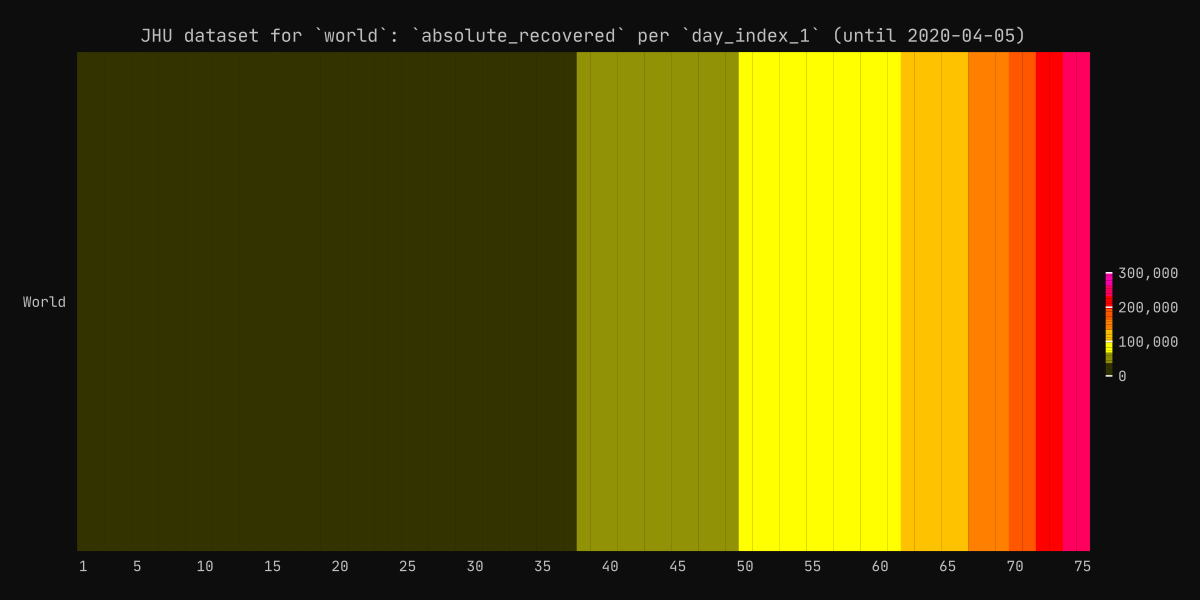 JHU dataset for `world`: `absolute_recovered` per `day_index_1` (until 2020-04-05)
World
300,000
200,000
100,000
0
1 5 10 15 20 25 30 35 40 45 50 55 60 65 70 75